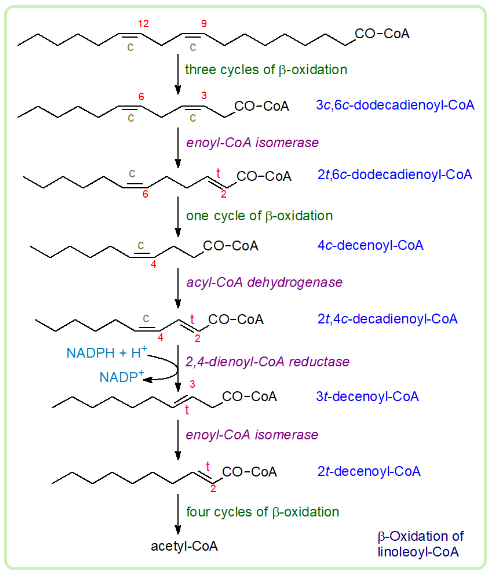 12 9
CO–CoA
c c
three cycles of β-oxidation
6 3
CO–CoA
c c
3c,6c-dodecadienoyl-CoA
enoyl-CoA isomerase
t
CO–CoA
2t,6c-dodecadienoyl-CoA
c
6 2
one cycle of β-oxidation
c
CO–CoA
4c-decenoyl-CoA
4
acyl-CoA dehydrogenase
c t
CO–CoA
2t,4c-decadienoyl-CoA
4 2
NADPH + H+
2,4-dienoyl-CoA reductase
NADP+
3
CO–CoA
3t-decenoyl-CoA
t
enoyl-CoA isomerase
t
CO–CoA
2t-decenoyl-CoA
2
four cycles of β-oxidation
acetyl-CoA
β-Oxidation of
linoleoyl-CoA